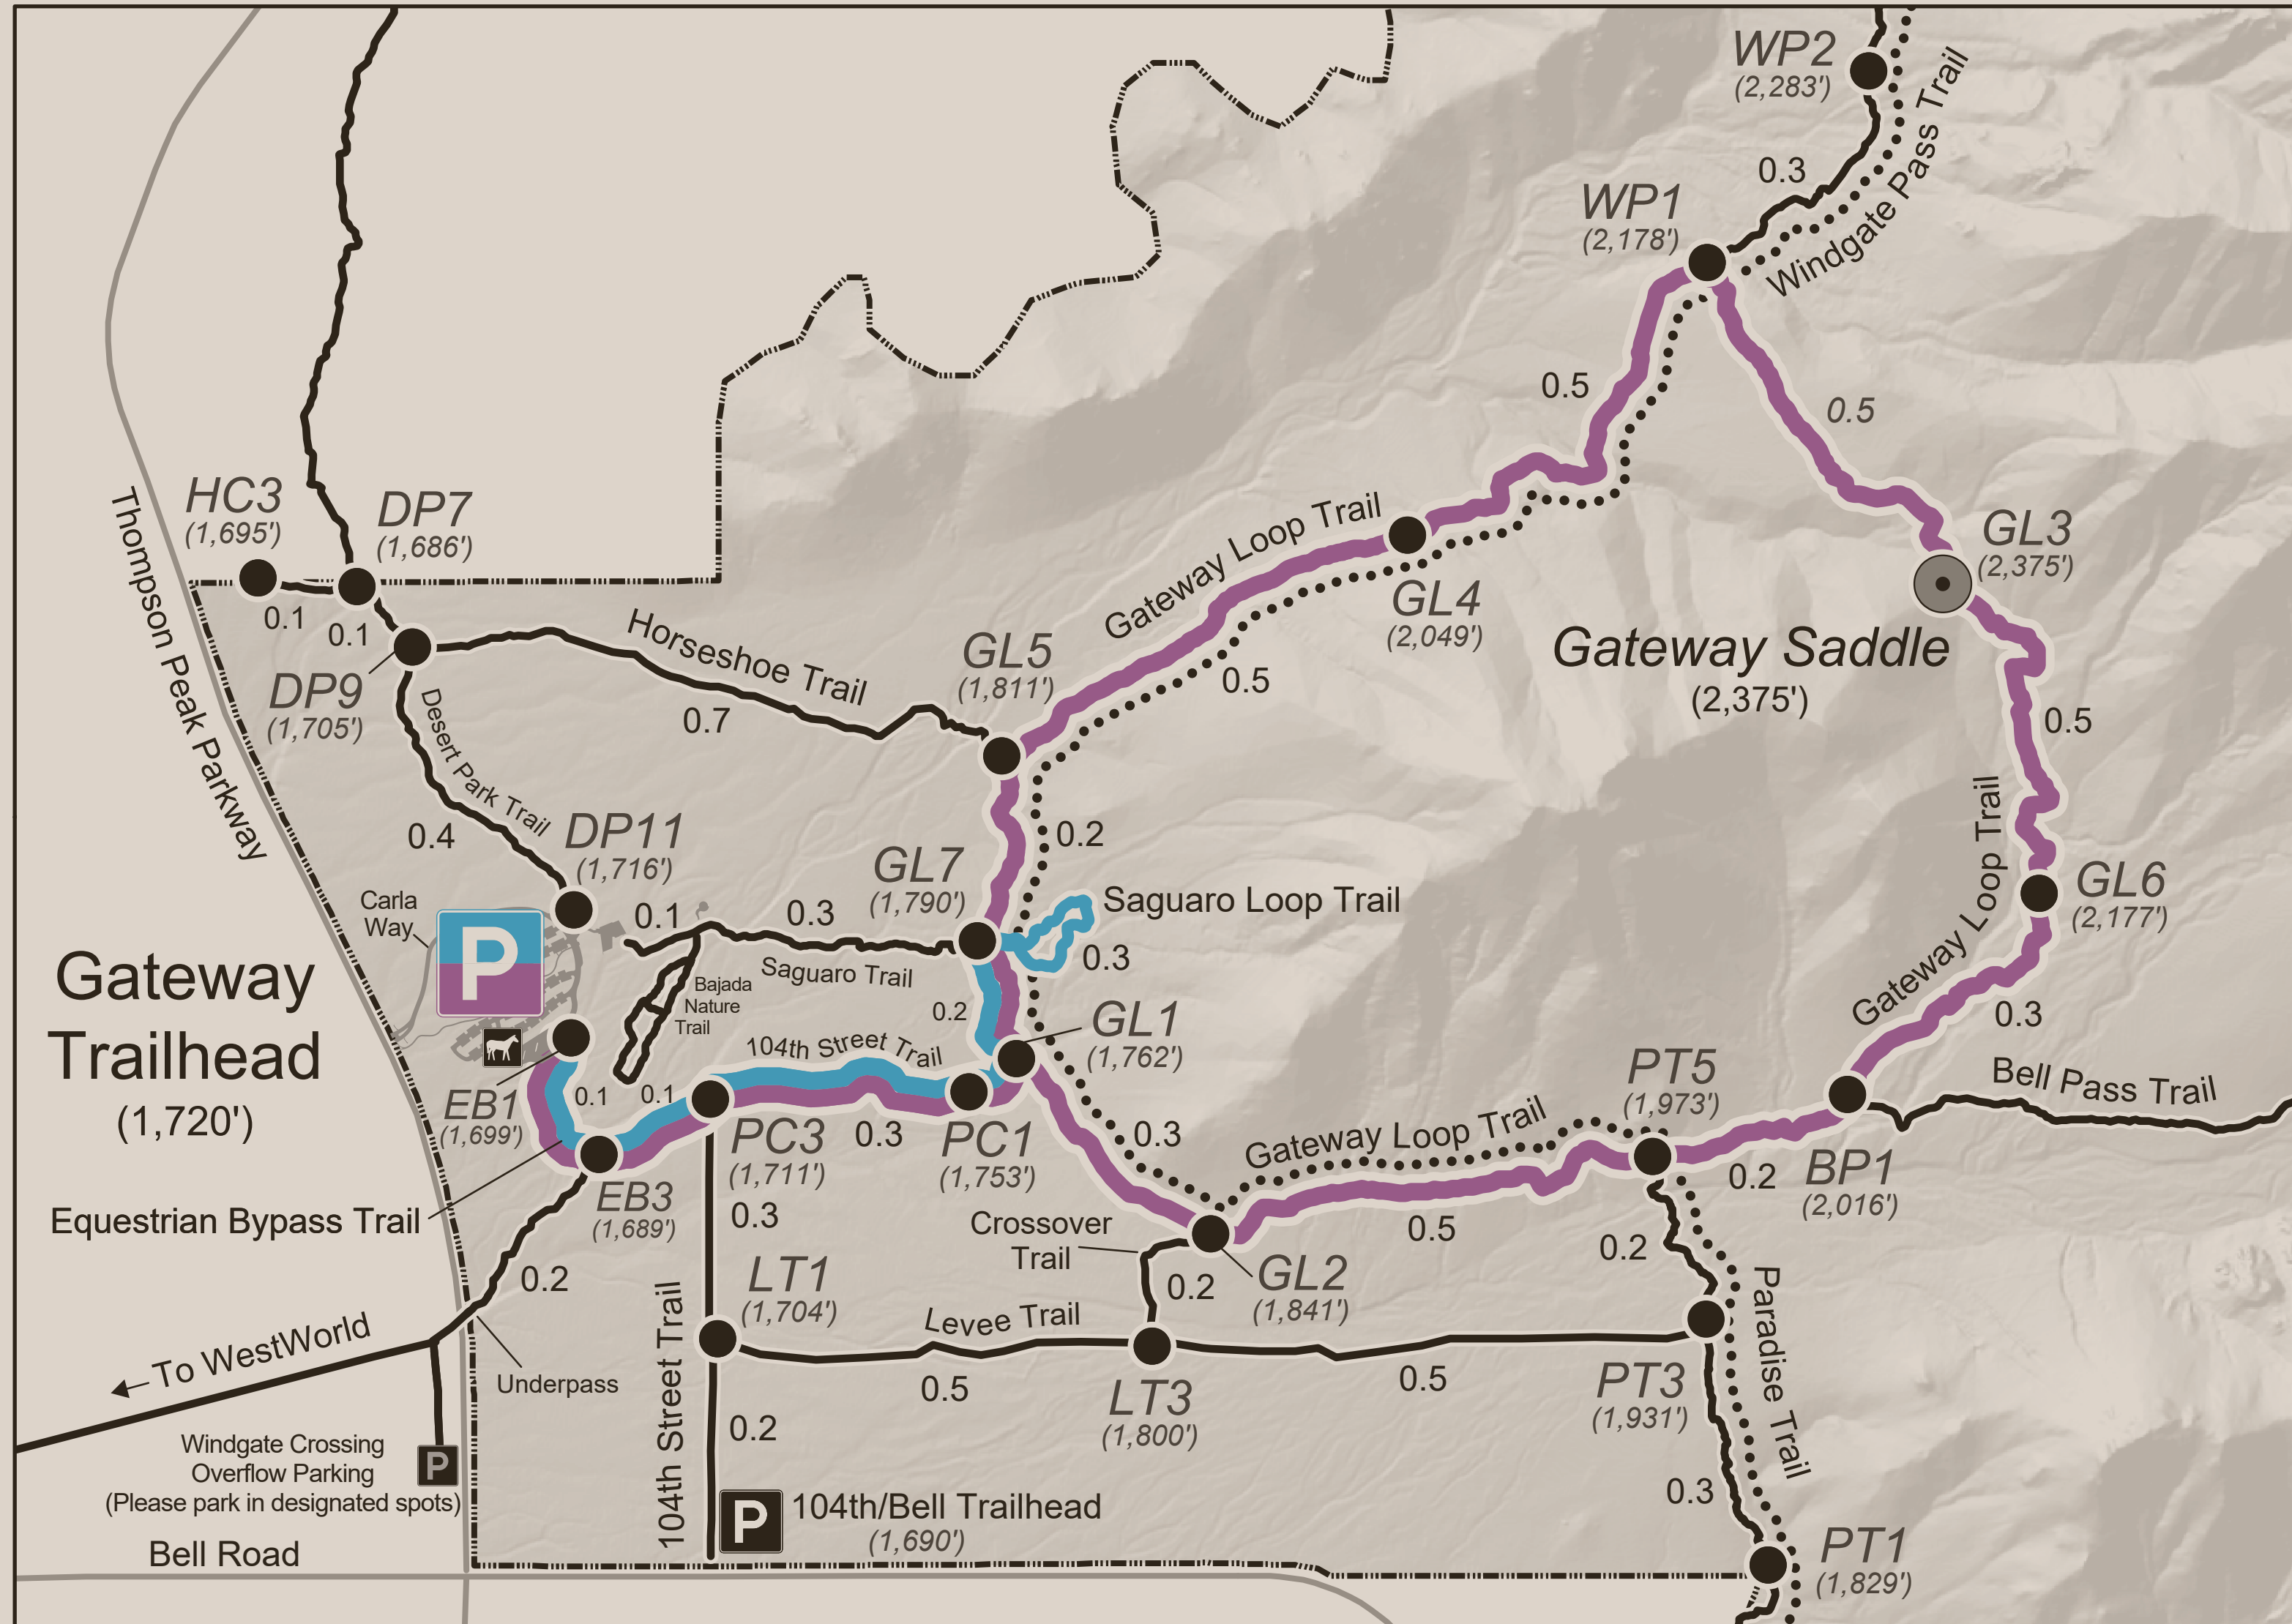 WP2
(2,283')
Windgate Pass Trail
0.3
WP1
(2,178')
0.5
0.5
HC3
(1,695')
DP7
(1,686')
0.1
0.1
DP9
(1,705')
Thompson Peak Parkway
Horseshoe Trail
0.7
Desert Park Trail
0.4
GL5
(1,811')
Gateway Loop Trail
0.5
GL4
(2,049')
GL3
(2,375')
Gateway Saddle
(2,375')
0.5
Gateway Loop Trail
GL6
(2,177')
0.3
0.2
DP11
(1,716')
GL7
(1,790')
Saguaro Loop Trail
0.3
Carla
Way
P
0.1
0.3
Saguaro Trail
Bajada
Nature
Trail
0.2
GL1
(1,762')
Gateway
Trailhead
(1,720')
104th Street Trail
EB1
(1,699')
0.1
0.1
PC3
(1,711')
0.3
PC1
(1,753')
0.3
Gateway Loop Trail
0.5
PT5
(1,973')
0.2
BP1
(2,016')
Bell Pass Trail
Equestrian Bypass Trail
EB3
(1,689')
0.2
0.3
Crossover
Trail
0.2
GL2
(1,841')
0.2
LT1
(1,704')
Levee Trail
0.5
LT3
(1,800')
0.5
PT3
(1,931')
Paradise Trail
To WestWorld
Underpass
104th Street Trail
0.2
Windgate Crossing
Overflow Parking
(Please park in designated spots)
P
P
104th/Bell Trailhead
(1,690')
0.3
PT1
(1,829')
Bell Road